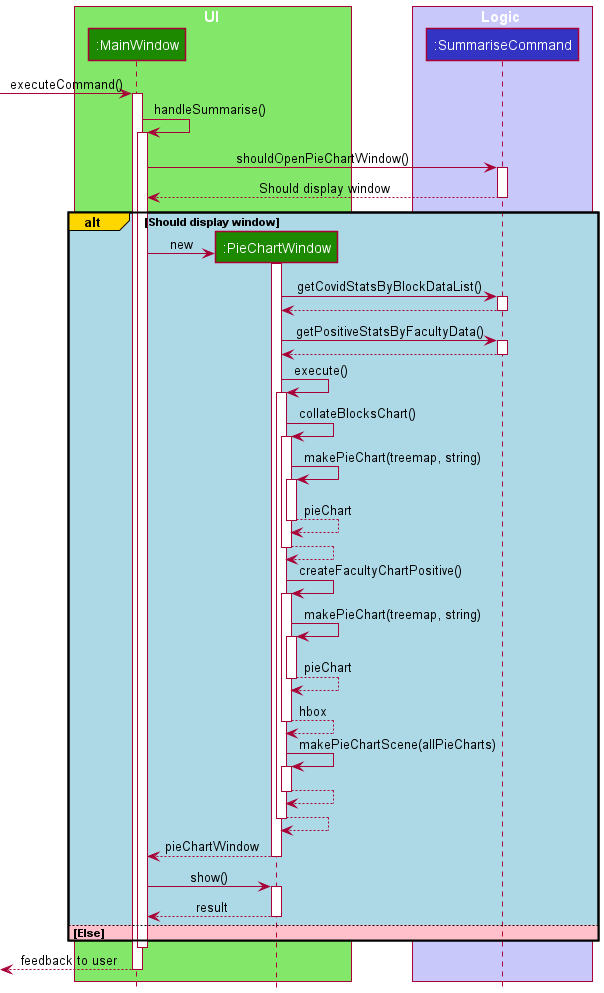 UI
Logic
:MainWindow
:SummariseCommand
executeCommand()
handleSummarise()
shouldOpenPieChartWindow()
Should display window
alt
[Should display window]
new
:PieChartWindow
getCovidStatsByBlockDataList()
getPositiveStatsByFacultyData()
execute()
collateBlocksChart()
makePieChart(treemap, string)
pieChart
createFacultyChartPositive()
makePieChart(treemap, string)
pieChart
hbox
makePieChartScene(allPieCharts)
pieChartWindow
show()
result
[Else]
feedback to user